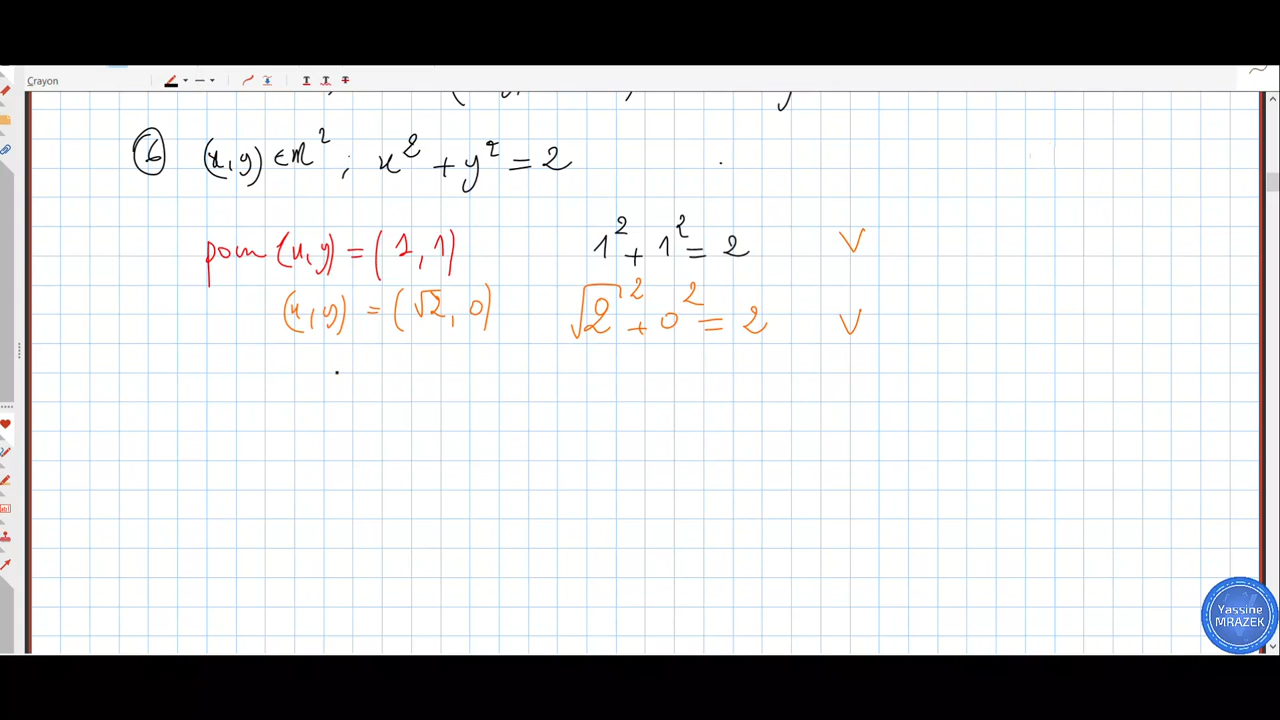 Crayon
⑥ (x,y) ∈ ℝ² ; x² + y² = 2
pour (x,y) = (1,1) 1² + 1² = 2 V
(x,y) = (√2, 0) √2² + 0² = 2 V
Yassine
MRAZEK